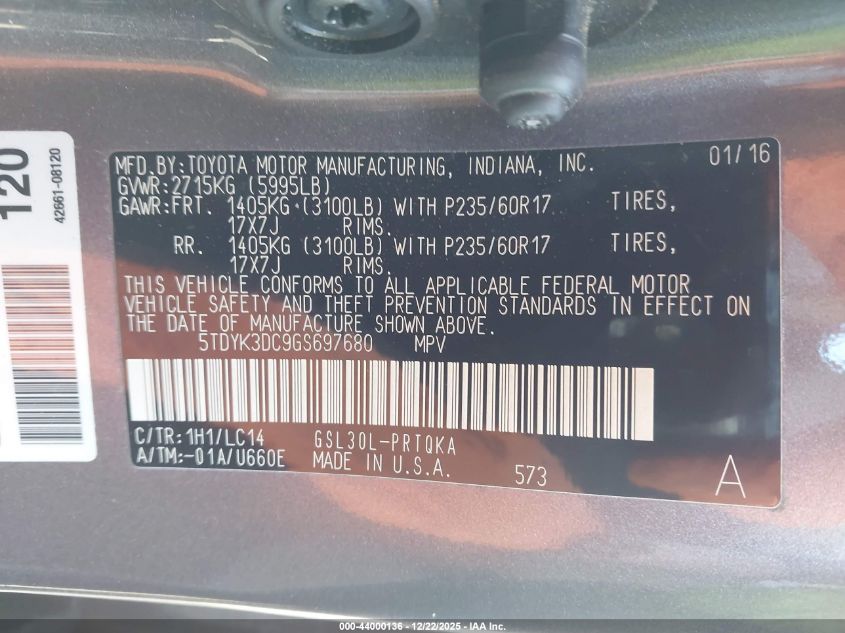 120
42661-08120
MFD.BY:TOYOTA MOTOR MANUFACTURING, INDIANA, INC. 01/16
GVWR:2715KG (5995LB)
GAWR:FRT. 1405KG (3100LB) WITH P235/60R17 TIRES,
17X7J RIMS.
RR. 1405KG (3100LB) WITH P235/60R17 TIRES,
17X7J RIMS.
THIS VEHICLE CONFORMS TO ALL APPLICABLE FEDERAL MOTOR
VEHICLE SAFETY AND THEFT PREVENTION STANDARDS IN EFFECT ON
THE DATE OF MANUFACTURE SHOWN ABOVE.
5TDYK3DC9GS697680 MPV
C/TR:1H1/LC14 GSL30L-PRTQKA
A/TM:-01A/U660E MADE IN U.S.A. 573 A
000-44000136 - 12/22/2025 - IAA Inc.